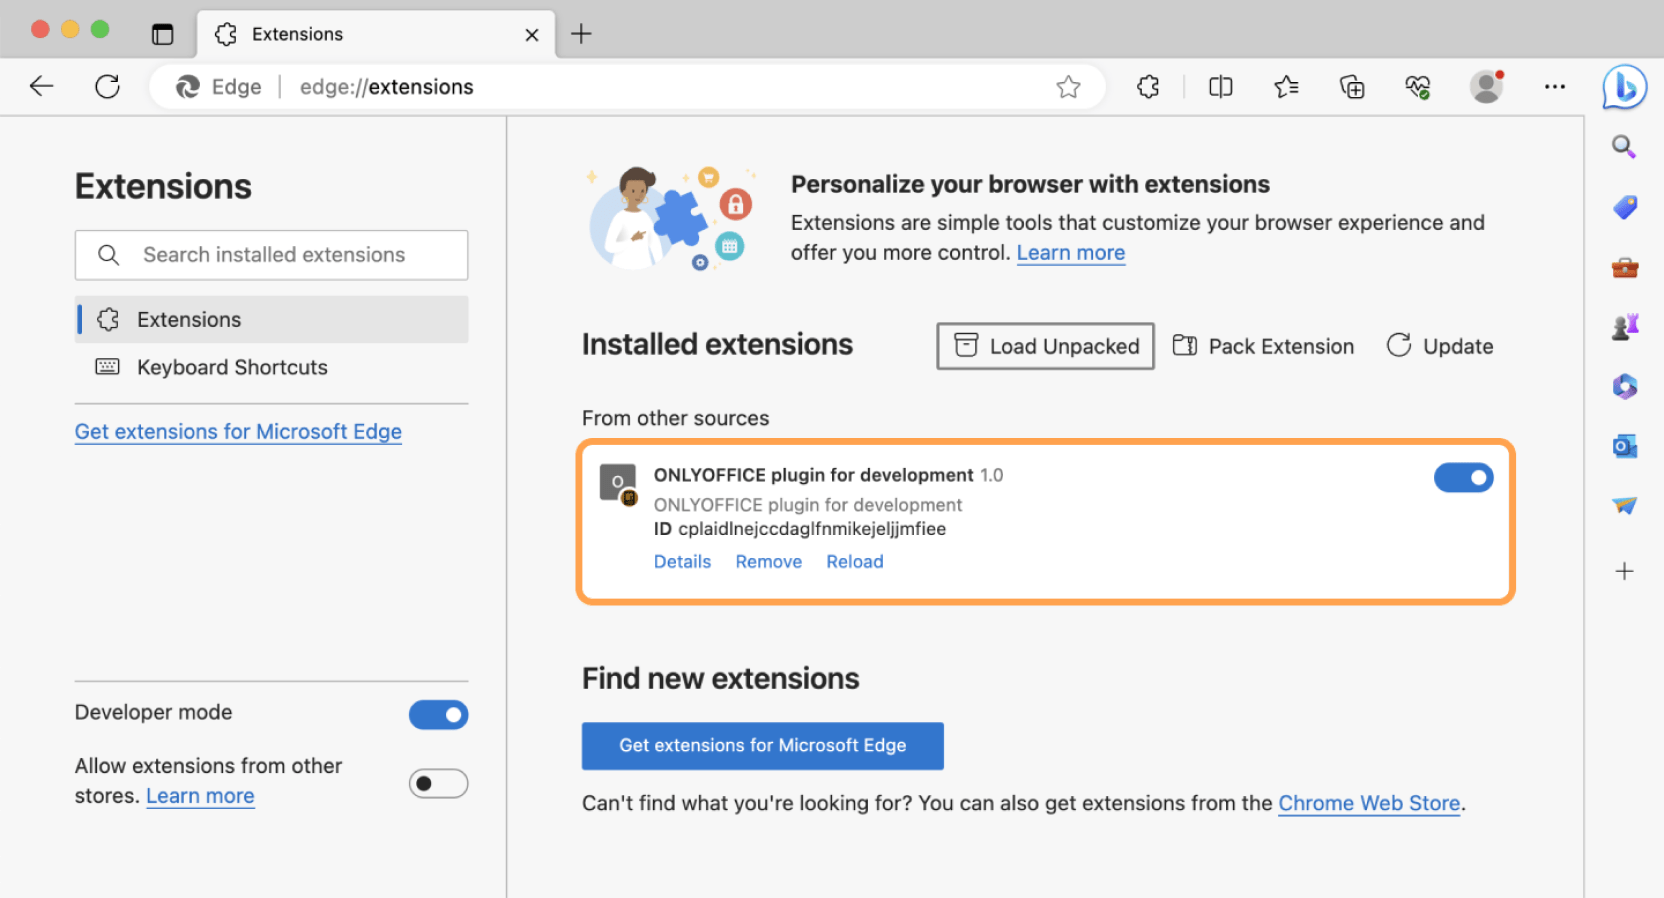 Extensions
Edge
edge://extensions
Extensions
Search installed extensions
Extensions
Keyboard Shortcuts
Get extensions for Microsoft Edge
Developer mode
Allow extensions from other
stores. Learn more
Personalize your browser with extensions
Extensions are simple tools that customize your browser experience and
offer you more control. Learn more
Installed extensions
Load Unpacked
Pack Extension
Update
From other sources
O
ONLYOFFICE plugin for development 1.0
ONLYOFFICE plugin for development
ID cplaidlnejccdaglfnmikejeljjmfiee
Details Remove Reload
Find new extensions
Get extensions for Microsoft Edge
Can't find what you're looking for? You can also get extensions from the Chrome Web Store.